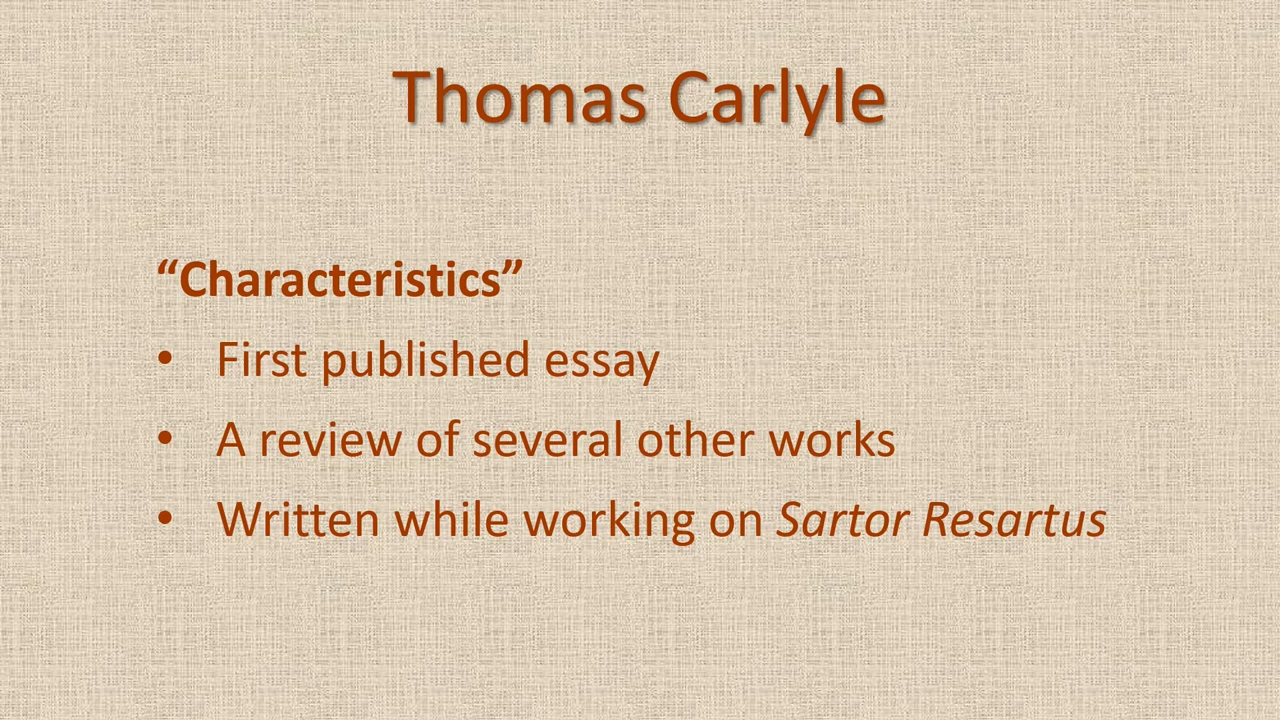 Thomas Carlyle
“Characteristics”
• First published essay
• A review of several other works
• Written while working on Sartor Resartus